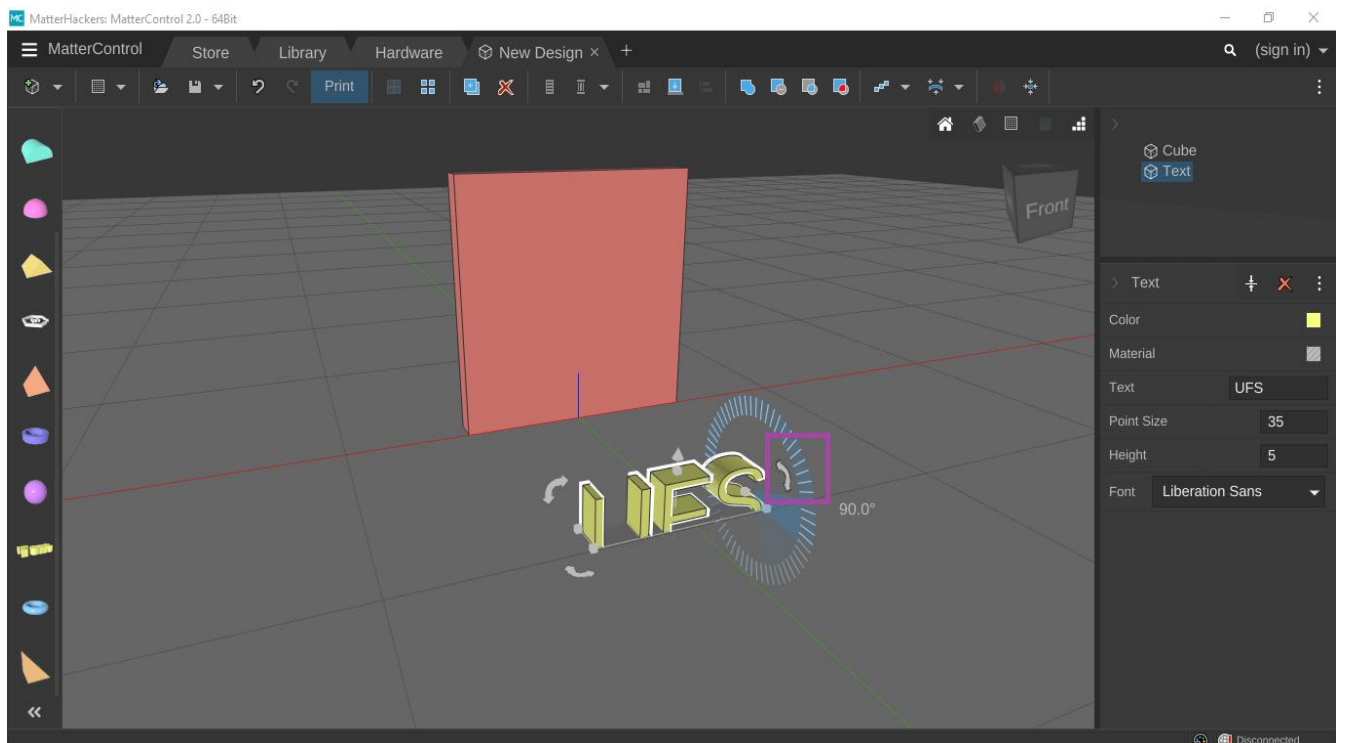 MC MatterHackers: MatterControl 2.0 - 64Bit
MatterControl Store Library Hardware New Design × + (sign in)
Print
Cube
Text
Front
Text
Color
Material
Text UFS
Point Size 35
Height 5
Font Liberation Sans
UFS
90.0°
Disconnected